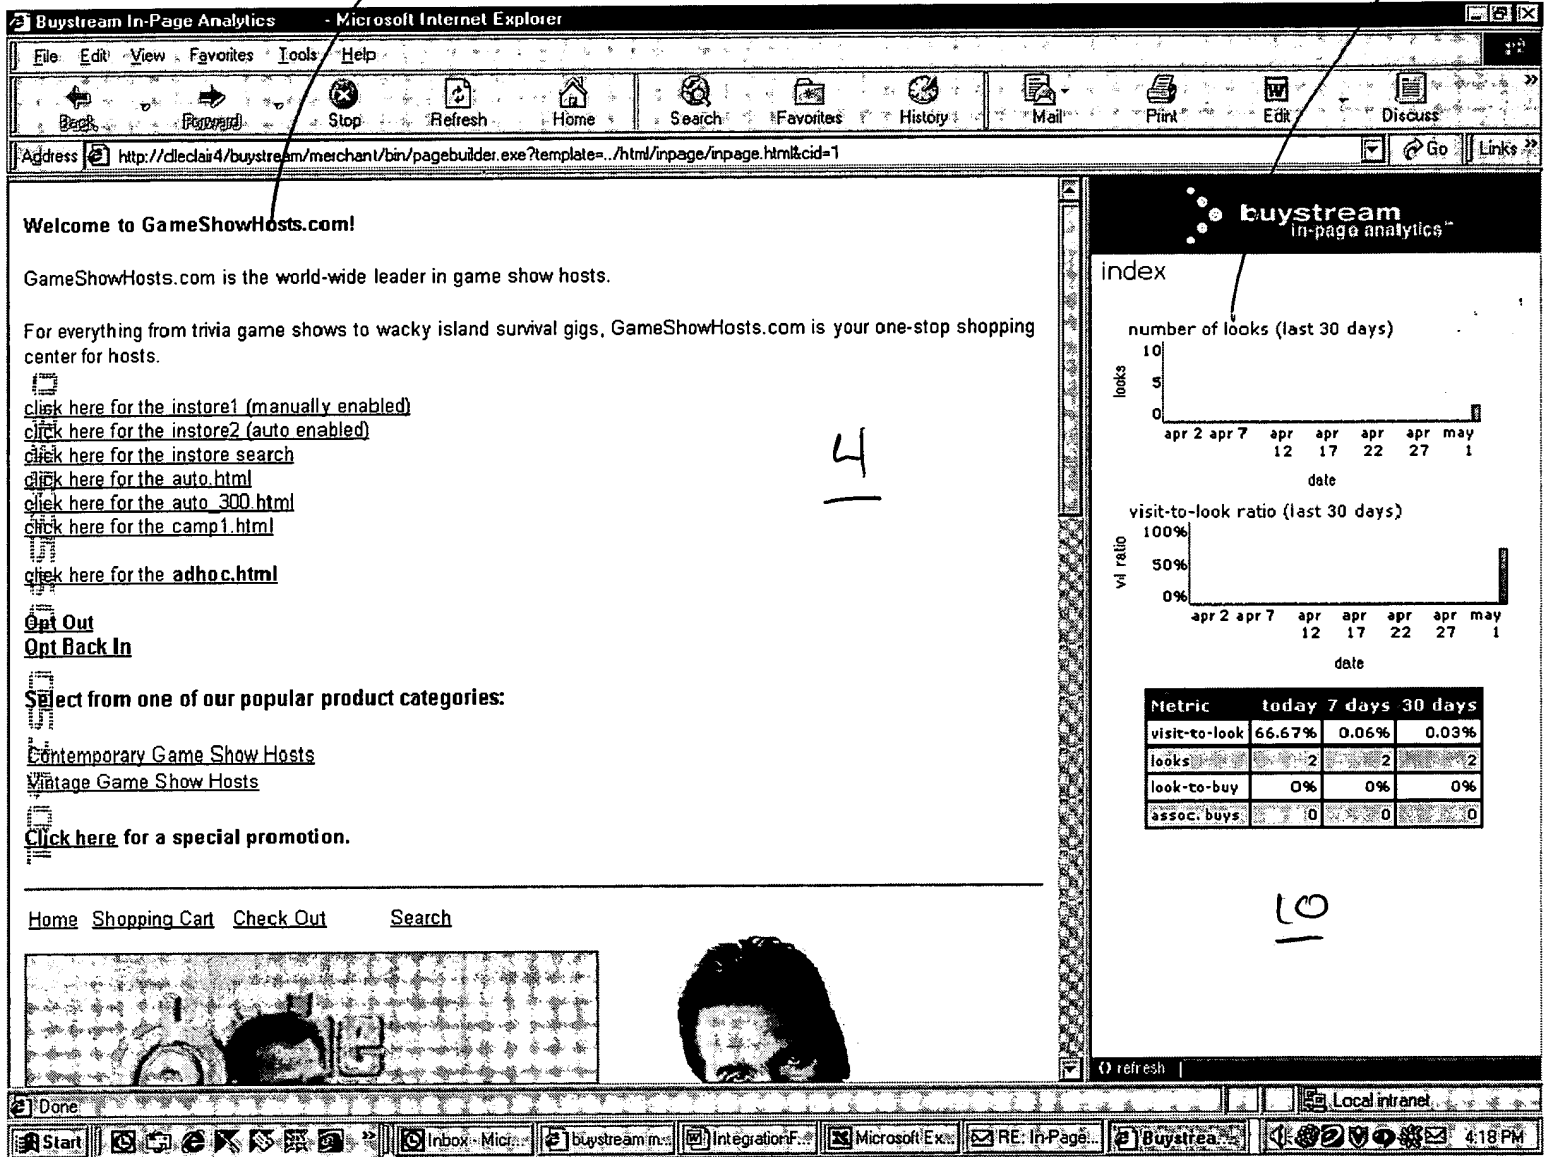 Buystream In-Page Analytics - Microsoft Internet Explorer
File Edit View Favorites Tools Help
Back Forward Stop Refresh Home Search Favorites History Mail Print Edit Discuss
Address http://dleclair4/buystream/merchant/bin/pagebuilder.exe?template=../html/inpage/inpage.html&cid=1 Go Links
Welcome to GameShowHosts.com!
GameShowHosts.com is the world-wide leader in game show hosts.
For everything from trivia game shows to wacky island survival gigs, GameShowHosts.com is your one-stop shopping
center for hosts.
click here for the instore1 (manually enabled)
click here for the instore2 (auto enabled)
click here for the instore search
click here for the auto.html
click here for the auto_300.html
click here for the camp1.html
click here for the adhoc.html
Opt Out
Opt Back In
Select from one of our popular product categories:
Contemporary Game Show Hosts
Vintage Game Show Hosts
Click here for a special promotion.
Home Shopping Cart Check Out Search
4
buystream
in-page analytics™
index
number of looks (last 30 days)
10
5
0
looks
apr 2 apr 7 apr 12 apr 17 apr 22 apr 27 may 1
date
visit-to-look ratio (last 30 days)
100%
50%
0%
v-l ratio
apr 2 apr 7 apr 12 apr 17 apr 22 apr 27 may 1
date
Metric today 7 days 30 days
visit-to-look 66.67% 0.06% 0.03%
looks 2 2 2
look-to-buy 0% 0% 0%
assoc. buys 0 0 0
10
refresh
Done Local intranet
Start Inbox - Micr... buystream m... IntegrationF... Microsoft Ex... RE: In-Page... Buystrea... 4:18 PM